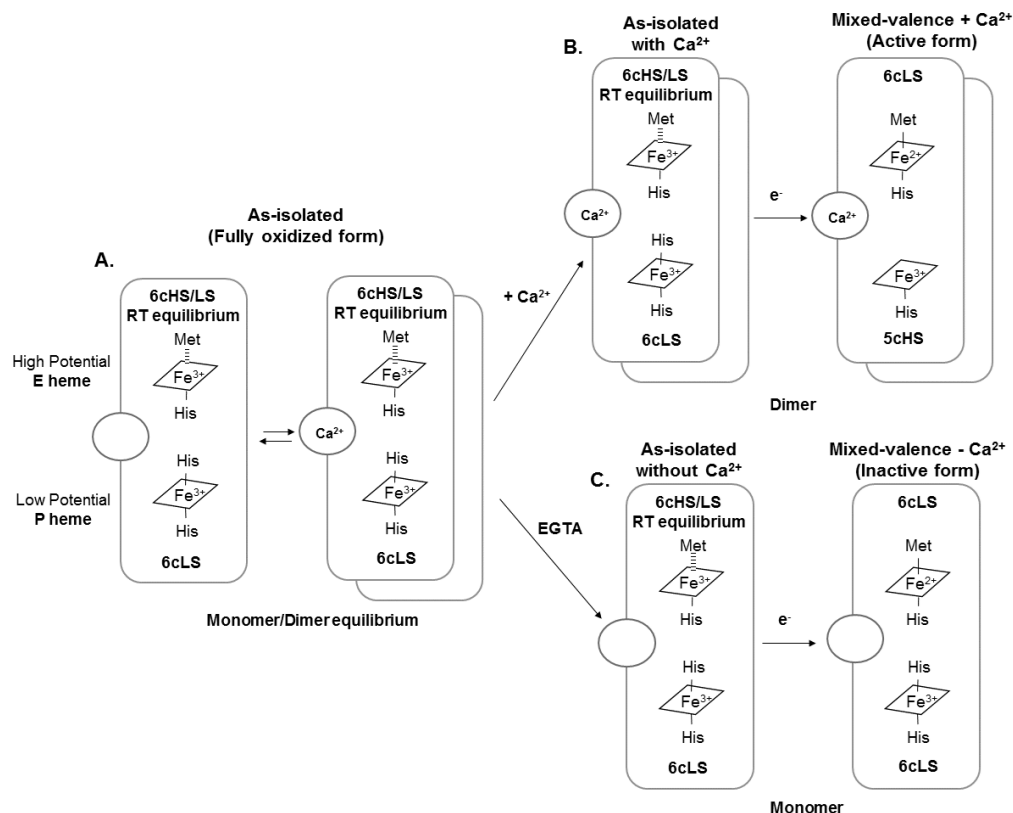 A.
As-isolated
(Fully oxidized form)
6cHS/LS
RT equilibrium
Met
Fe³⁺
His
His
Fe³⁺
His
6cLS
High Potential
E heme
Low Potential
P heme
6cHS/LS
RT equilibrium
Met
Fe³⁺
His
Ca²⁺
His
Fe³⁺
His
6cLS
Monomer/Dimer equilibrium
+ Ca²⁺
EGTA
B.
As-isolated
with Ca²⁺
6cHS/LS
RT equilibrium
Met
Fe³⁺
His
Ca²⁺
His
Fe³⁺
His
6cLS
e⁻
Mixed-valence + Ca²⁺
(Active form)
6cLS
Met
Fe²⁺
His
Ca²⁺
Fe³⁺
His
5cHS
Dimer
C.
As-isolated
without Ca²⁺
6cHS/LS
RT equilibrium
Met
Fe³⁺
His
His
Fe³⁺
His
6cLS
e⁻
Mixed-valence - Ca²⁺
(Inactive form)
6cLS
Met
Fe²⁺
His
His
Fe³⁺
His
6cLS
Monomer